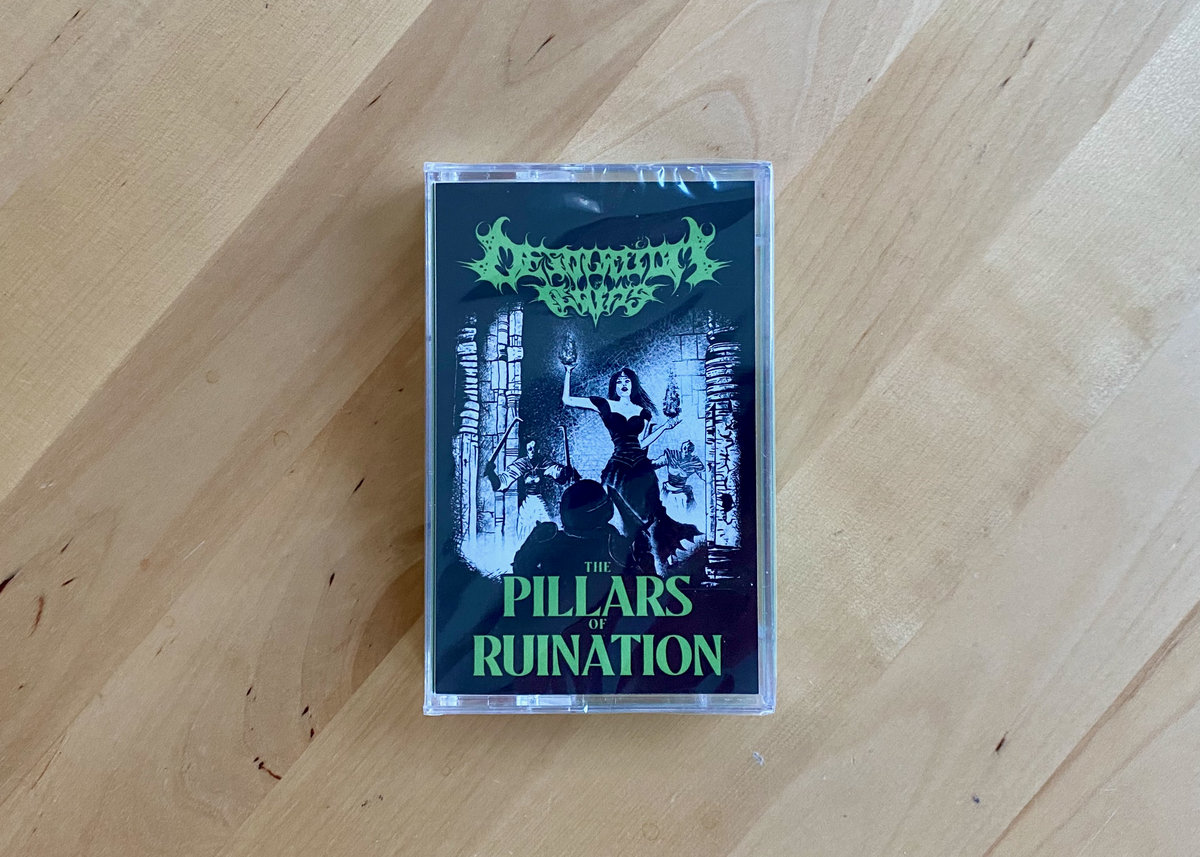 THE
PILLARS
OF
RUINATION